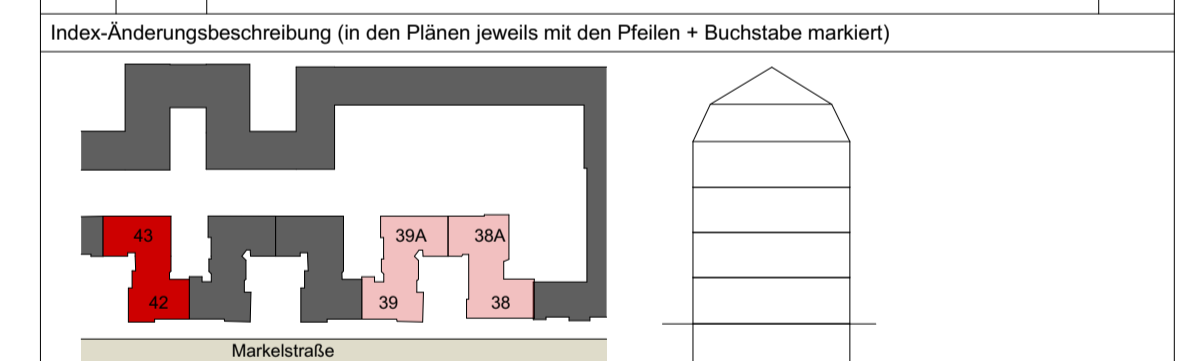 Index-Änderungsbeschreibung (in den Plänen jeweils mit den Pfeilen + Buchstabe markiert)
43
39A
38A
42
39
38
Markelstraße